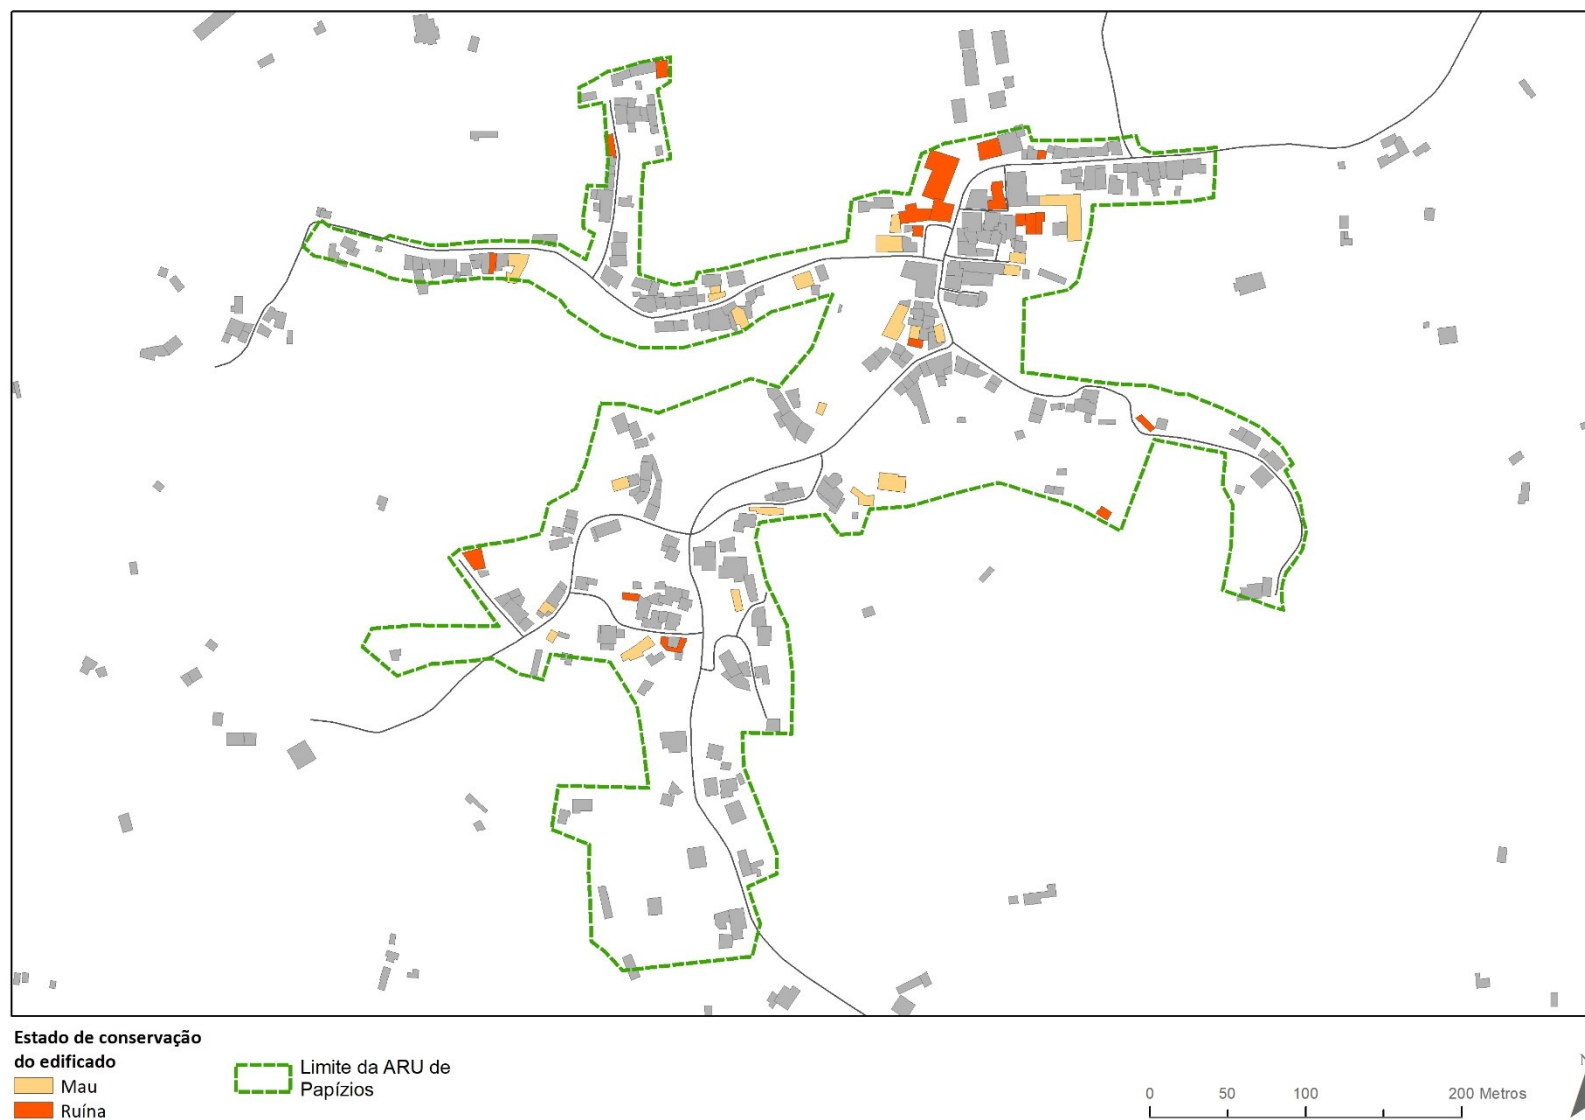 Estado de conservação
do edificado
Mau
Ruína
Limite da ARU de
Papízios
0 50 100 200 Metros
N